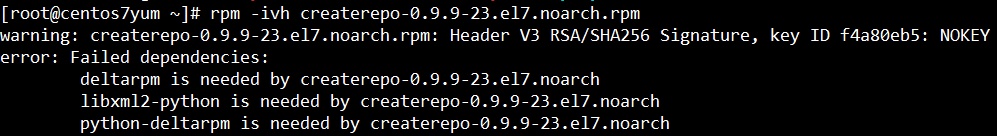 [root@centos7yum ~]# rpm -ivh createrepo-0.9.9-23.el7.noarch.rpm
warning: createrepo-0.9.9-23.el7.noarch.rpm: Header V3 RSA/SHA256 Signature, key ID f4a80eb5: NOKEY
error: Failed dependencies:
        deltarpm is needed by createrepo-0.9.9-23.el7.noarch
        libxml2-python is needed by createrepo-0.9.9-23.el7.noarch
        python-deltarpm is needed by createrepo-0.9.9-23.el7.noarch